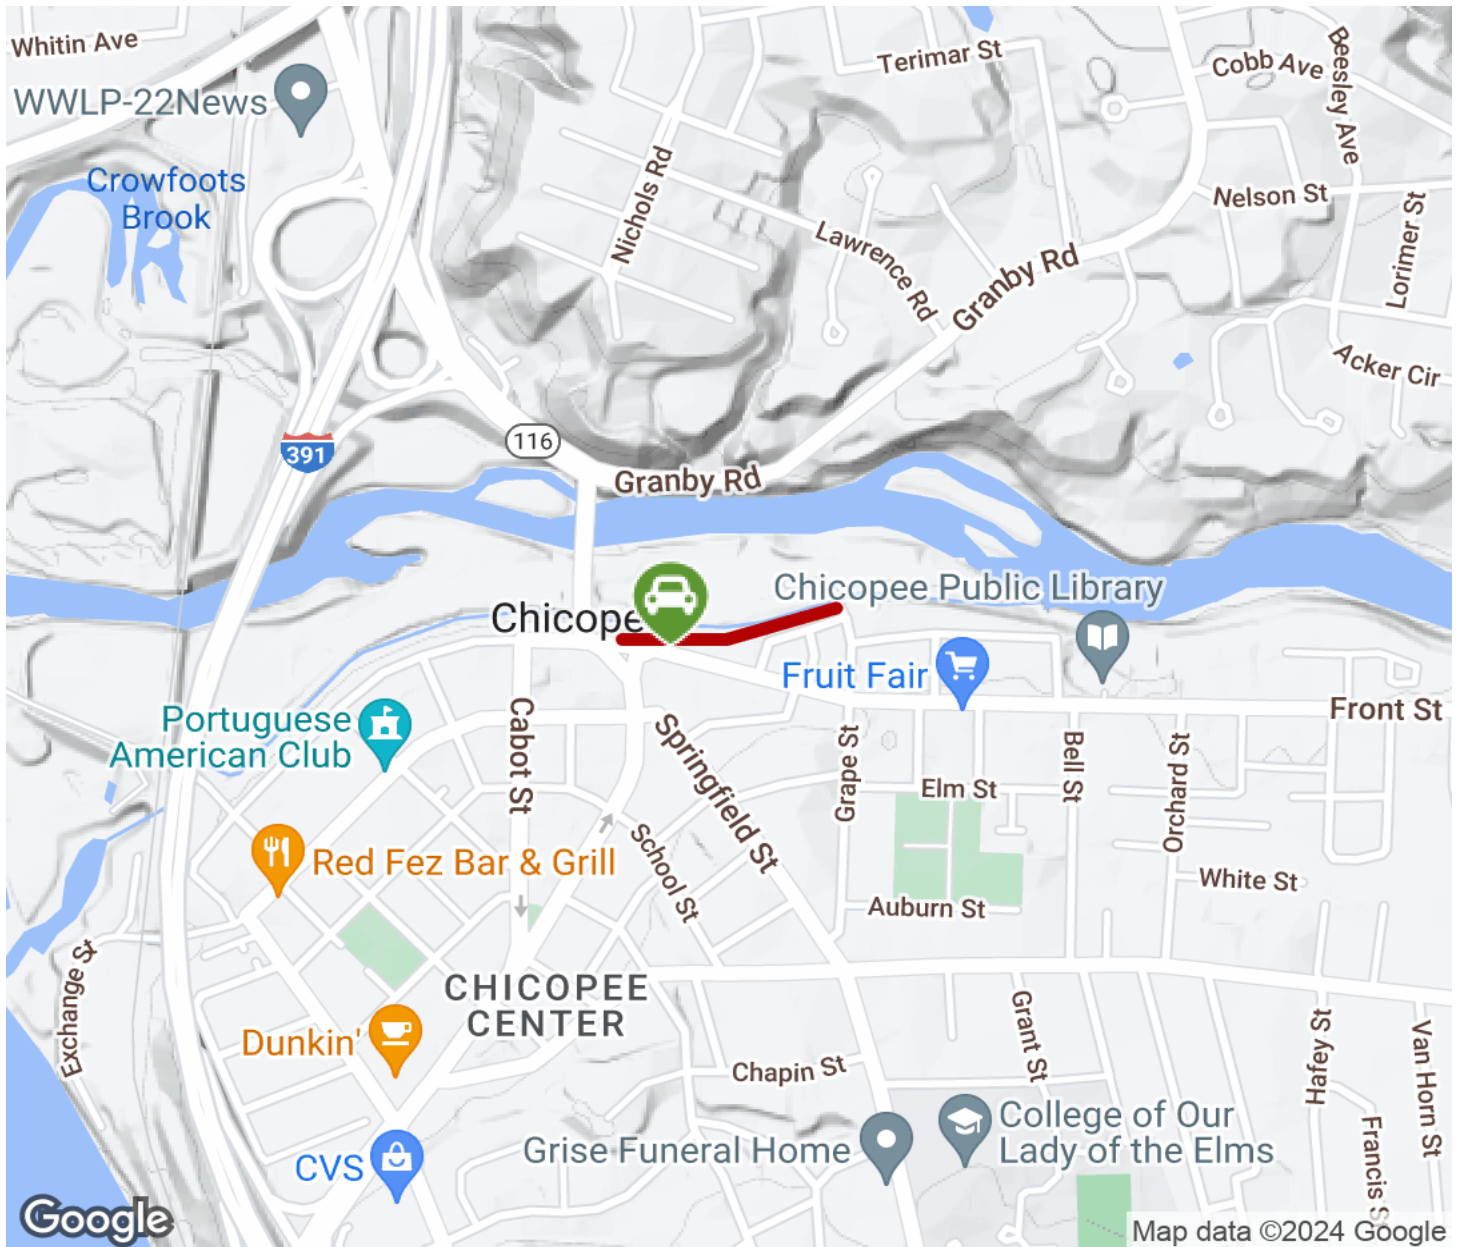 Whitin Ave
WWLP-22News
Crowfoots
Brook
Nichols Rd
Terimar St
Cobb Ave
Beesley Ave
Nelson St
Lorimer St
Lawrence Rd
Granby Rd
Acker Cir
116
391
Granby Rd
Chicope
Chicopee Public Library
Fruit Fair
Front St
Portuguese
American Club
Cabot St
Springfield St
Grape St
Elm St
Bell St
Orchard St
Red Fez Bar & Grill
School St
White St
Auburn St
Exchange St
CHICOPEE
CENTER
Dunkin'
Chapin St
Grant St
Hafey St
Van Horn St
Francis S
College of Our
Lady of the Elms
Grise Funeral Home
CVS
Google
Map data ©2024 Google